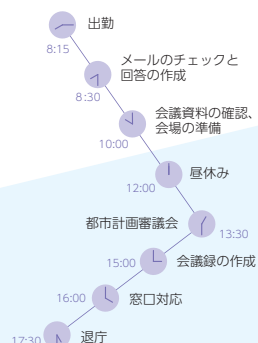 出勤
8:15
メールのチェックと
回答の作成
8:30
会議資料の確認、
会場の準備
10:00
昼休み
12:00
都市計画審議会
13:30
15:00
会議録の作成
16:00
窓口対応
17:30
退庁